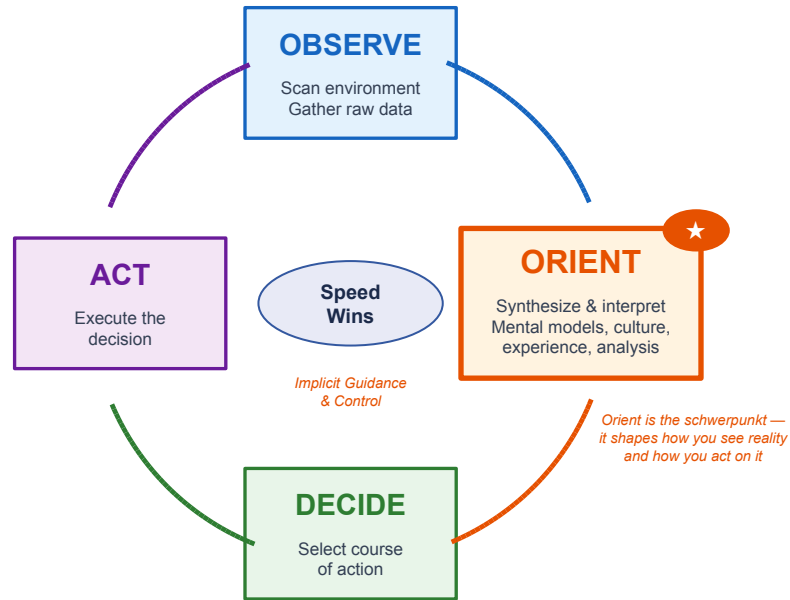 OBSERVE
Scan environment
Gather raw data
ORIENT
Synthesize & interpret
Mental models, culture,
experience, analysis
ACT
Execute the
decision
Speed
Wins
Implicit Guidance
& Control
Orient is the schwerpunkt —
it shapes how you see reality
and how you act on it
DECIDE
Select course
of action